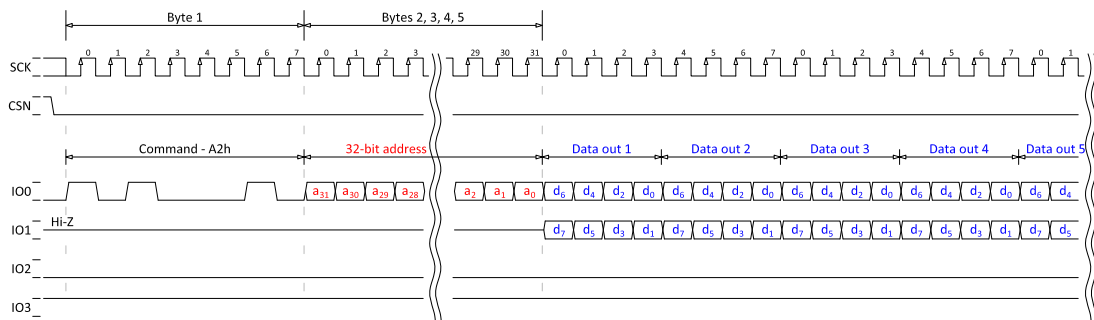 Byte 1 Bytes 2, 3, 4, 5
0 1 2 3 4 5 6 7 0 1 2 3 29 30 31 0 1 2 3 4 5 6 7 0 1 2 3 4 5 6 7 0 1
SCK
CSN
Command - A2h 32-bit address Data out 1 Data out 2 Data out 3 Data out 4 Data out 5
IO0 a31 a30 a29 a28 a2 a1 a0 d6 d4 d2 d0 d6 d4 d2 d0 d6 d4 d2 d0 d6 d4 d2 d0 d6 d4
Hi-Z
IO1 d7 d5 d3 d1 d7 d5 d3 d1 d7 d5 d3 d1 d7 d5 d3 d1 d7 d5
IO2
IO3